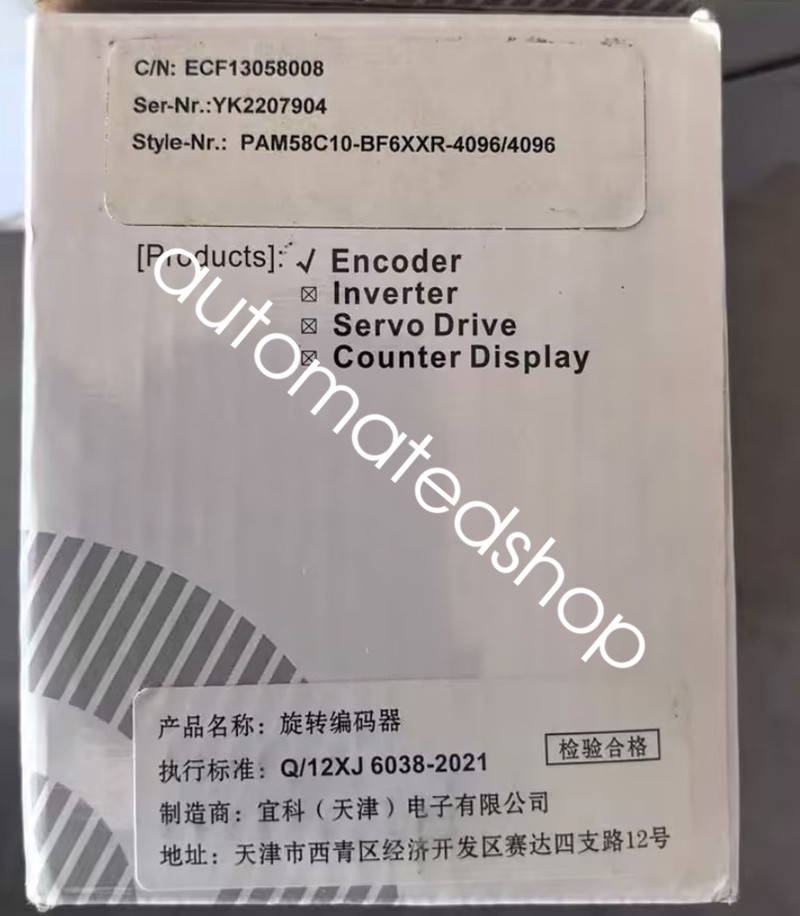 C/N: ECF13058008
Ser-Nr.:YK2207904
Style-Nr.: PAM58C10-BF6XXR-4096/4096
[Products]: √ Encoder
☒ Inverter
☒ Servo Drive
☒ Counter Display
automatedshop
产品名称：旋转编码器
执行标准：Q/12XJ 6038-2021
检验合格
制造商：宜科（天津）电子有限公司
地址：天津市西青区经济开发区赛达四支路12号